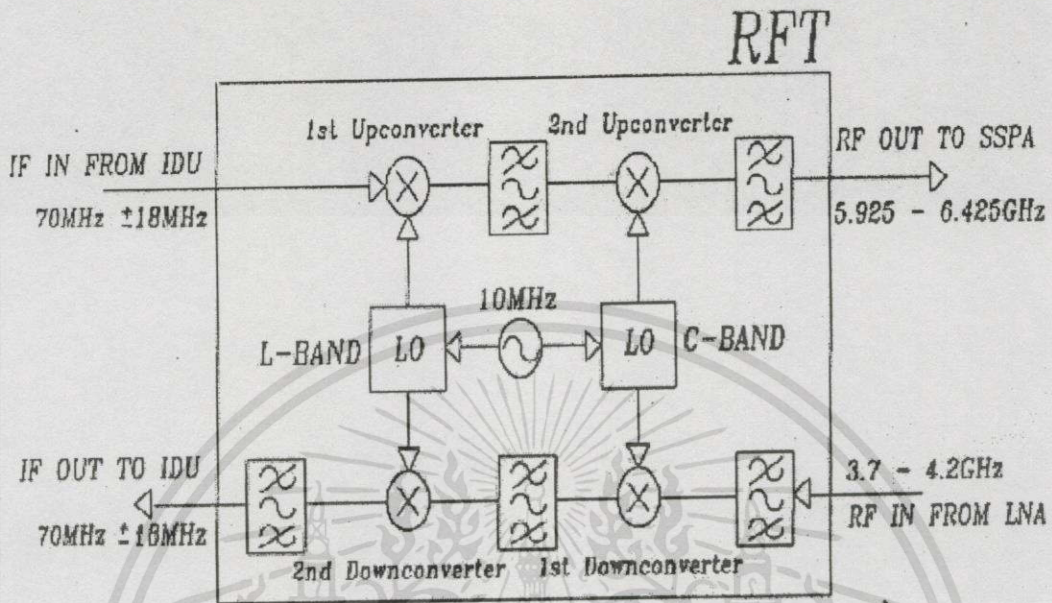 RFT
1st Upconverter
2nd Upconverter
IF IN FROM IDU
70MHz ±18MHz
RF OUT TO SSPA
5.925 - 6.425GHz
10MHz
L-BAND
LO
LO
C-BAND
IF OUT TO IDU
70MHz ±18MHz
3.7 - 4.2GHz
RF IN FROM LNA
2nd Downconverter
1st Downconverter